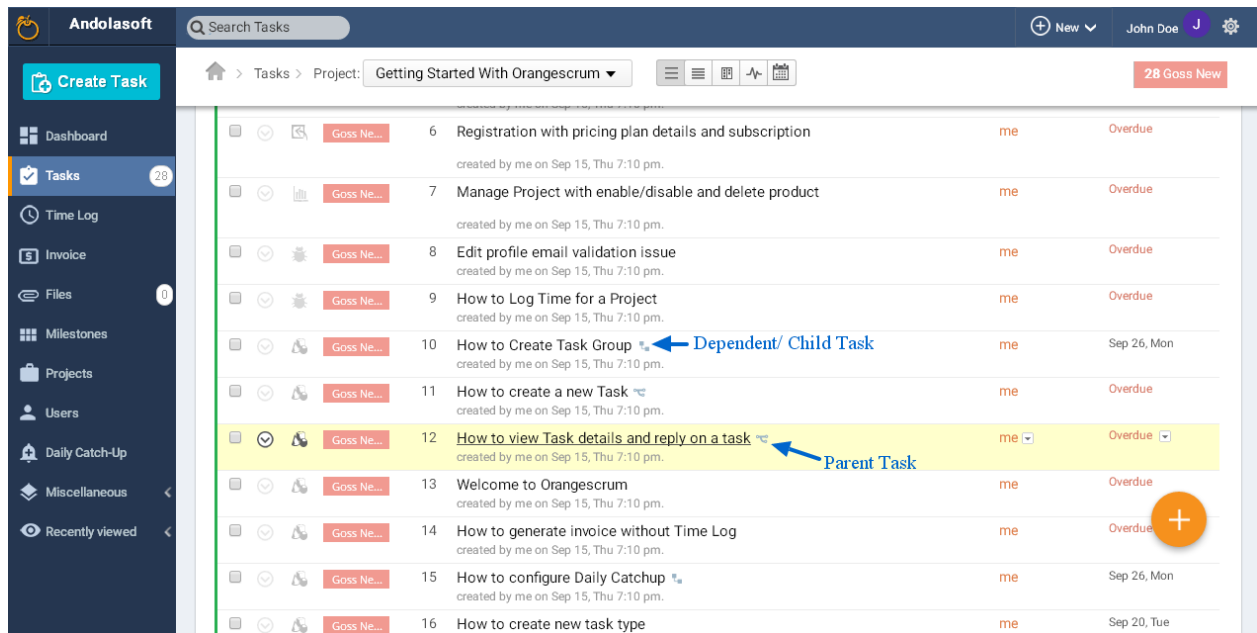 Andolasoft
Search Tasks
New
John Doe J
Create Task
Tasks
Project: Getting Started With Orangescrum
28 Goss New
Dashboard
Tasks 28
Time Log
Invoice
Files 0
Milestones
Projects
Users
Daily Catch-Up
Miscellaneous
Recently viewed
created by me on Sep 15, Thu 7:10 pm.
Goss Ne... 6 Registration with pricing plan details and subscription me Overdue
created by me on Sep 15, Thu 7:10 pm.
Goss Ne... 7 Manage Project with enable/disable and delete product me Overdue
created by me on Sep 15, Thu 7:10 pm.
Goss Ne... 8 Edit profile email validation issue me Overdue
created by me on Sep 15, Thu 7:10 pm.
Goss Ne... 9 How to Log Time for a Project me Overdue
created by me on Sep 15, Thu 7:10 pm.
Goss Ne... 10 How to Create Task Group Dependent/ Child Task me Sep 26, Mon
created by me on Sep 15, Thu 7:10 pm.
Goss Ne... 11 How to create a new Task me Overdue
created by me on Sep 15, Thu 7:10 pm.
Goss Ne... 12 How to view Task details and reply on a task me Overdue
created by me on Sep 15, Thu 7:10 pm.
Parent Task
Goss Ne... 13 Welcome to Orangescrum me Overdue
created by me on Sep 15, Thu 7:10 pm.
Goss Ne... 14 How to generate invoice without Time Log me Overdue
created by me on Sep 15, Thu 7:10 pm.
Goss Ne... 15 How to configure Daily Catchup me Sep 26, Mon
created by me on Sep 15, Thu 7:10 pm.
Goss Ne... 16 How to create new task type me Sep 20, Tue